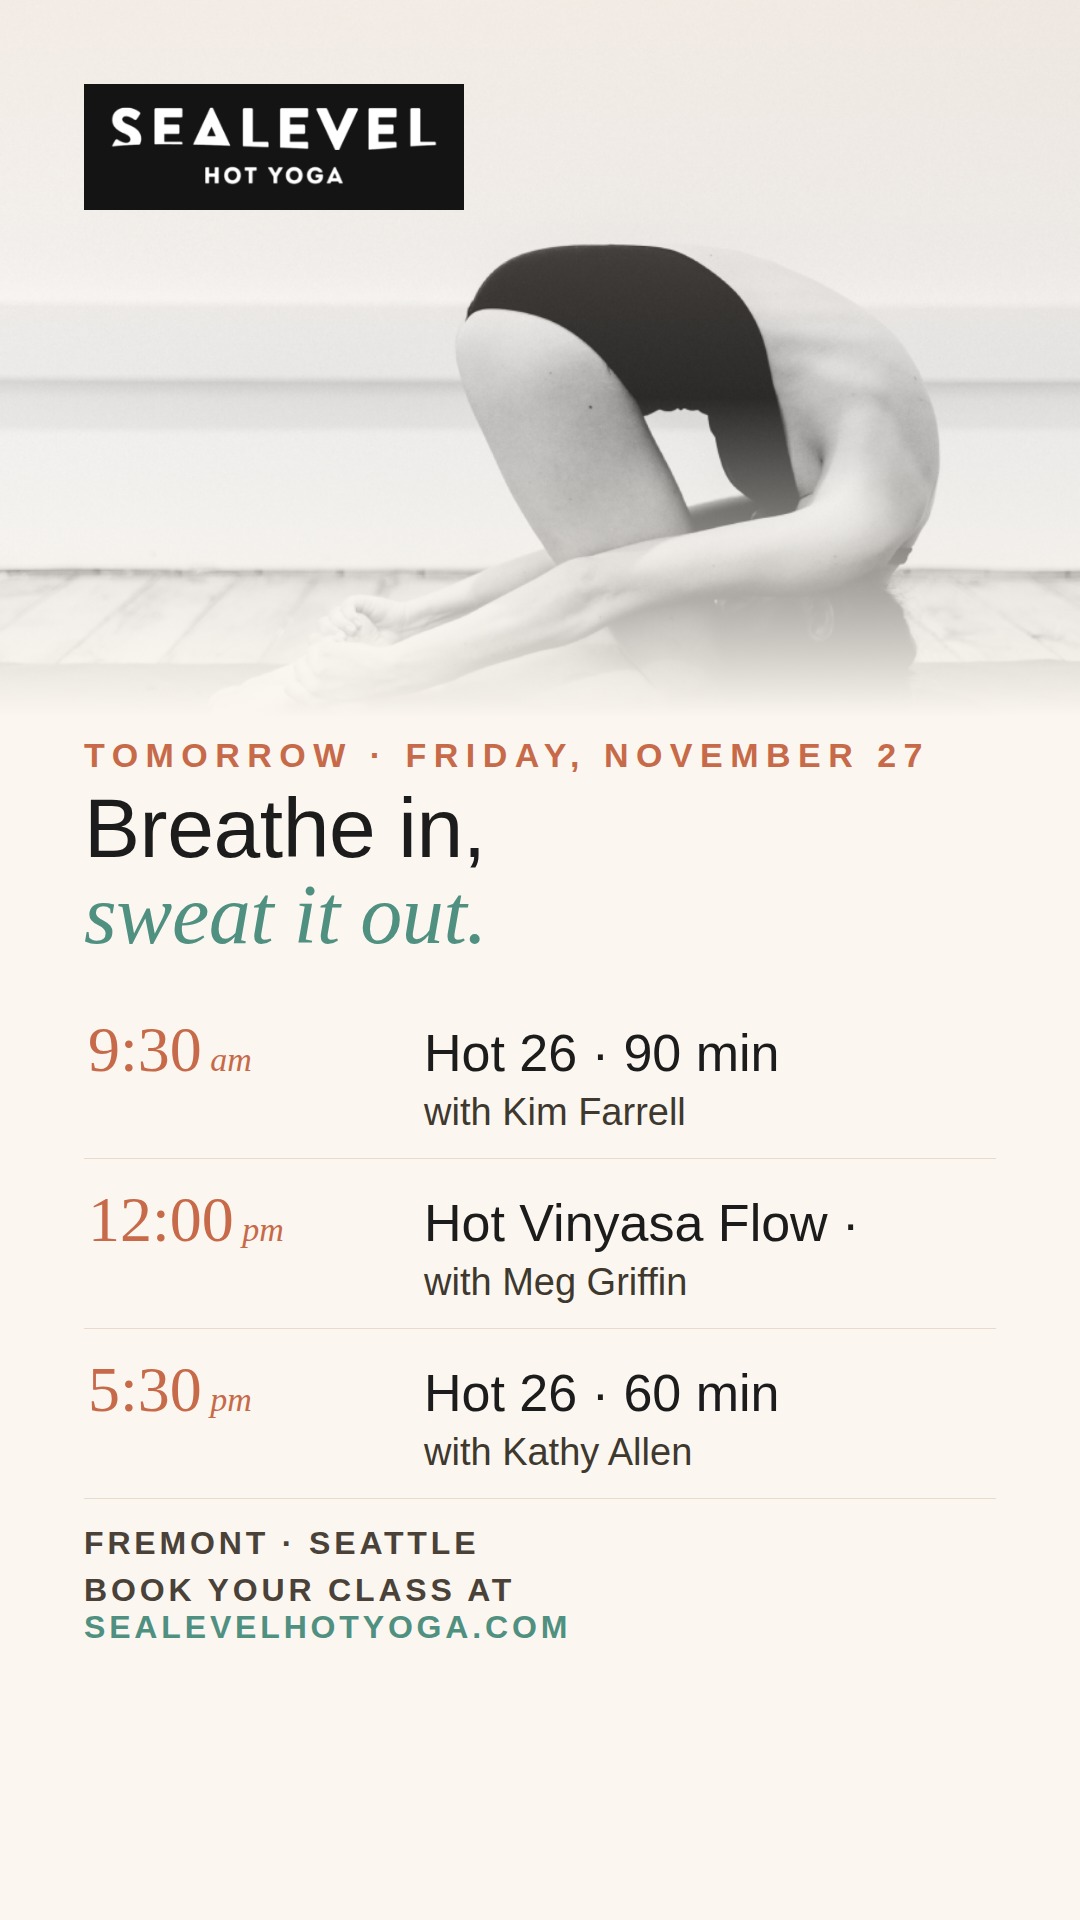 SEALEVEL
HOT YOGA
TOMORROW · FRIDAY, NOVEMBER 27
Breathe in,
sweat it out.
9:30 am
Hot 26 · 90 min
with Kim Farrell
12:00 pm
Hot Vinyasa Flow ·
with Meg Griffin
5:30 pm
Hot 26 · 60 min
with Kathy Allen
FREMONT · SEATTLE
BOOK YOUR CLASS AT
SEALEVELHOTYOGA.COM